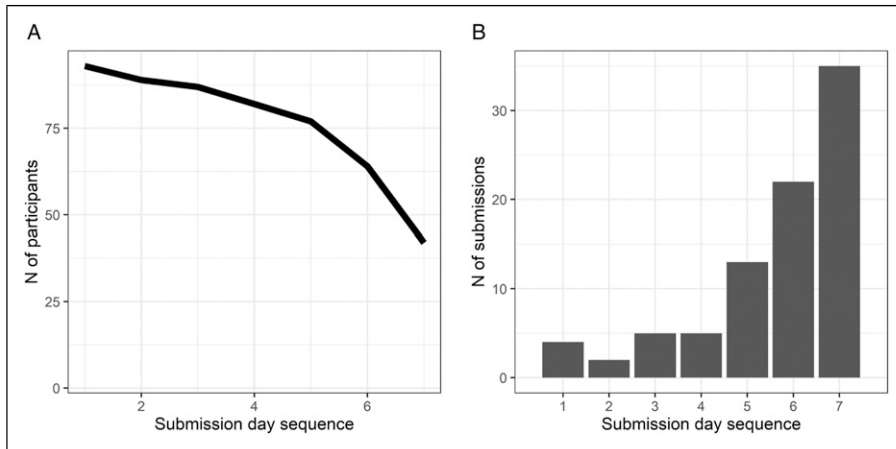 A
N of participants
75
50
25
0
2 4 6
Submission day sequence
B
N of submissions
30
20
10
0
1 2 3 4 5 6 7
Submission day sequence